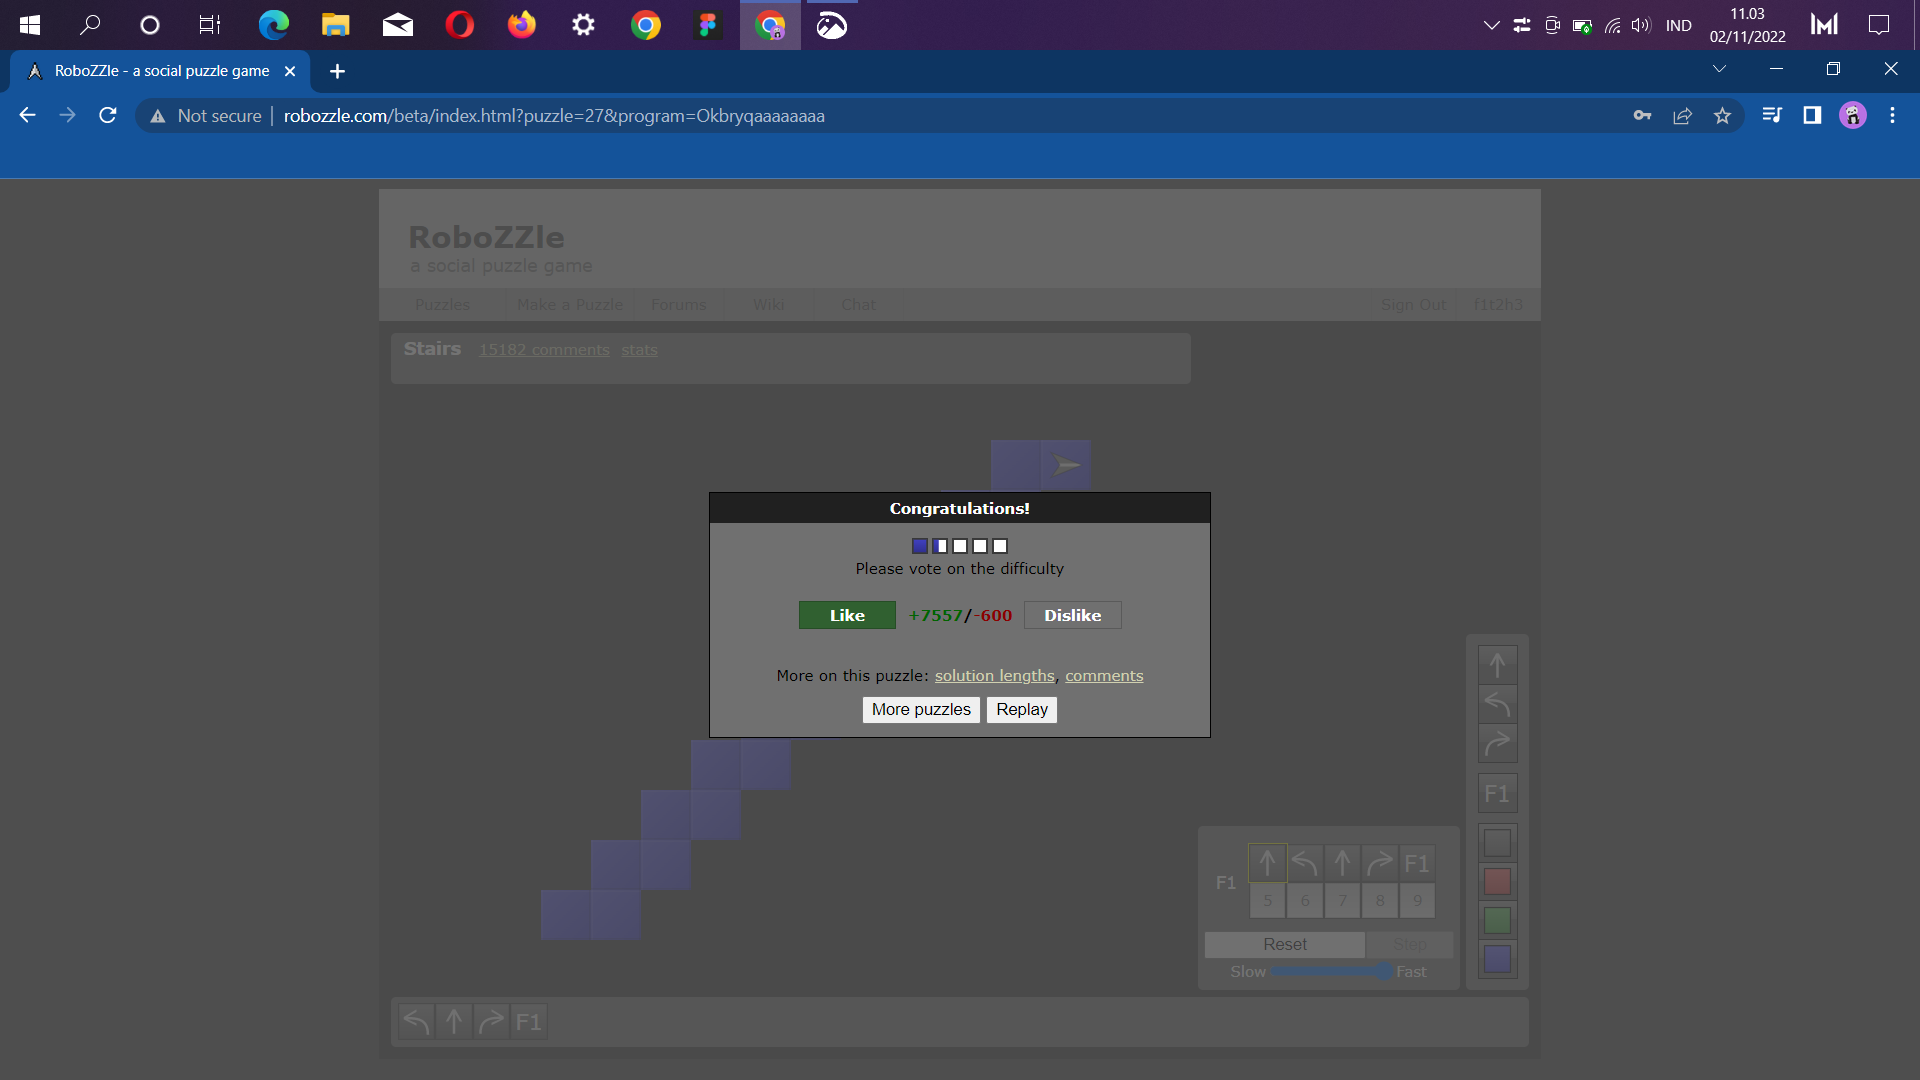 IND
11.03
02/11/2022
RoboZZle - a social puzzle game
Not secure
robozzle.com/beta/index.html?puzzle=27&program=Okbryqaaaaaaaa
RoboZZle
a social puzzle game
Puzzles
Make a Puzzle
Forums
Wiki
Chat
Sign Out
f1t2h3
Stairs 15182 comments stats
Congratulations!
Please vote on the difficulty
Like +7557/-600 Dislike
More on this puzzle: solution lengths, comments
More puzzles
Replay
F1
F1
F1
5 6 7 8 9
Reset Step
Slow Fast
F1